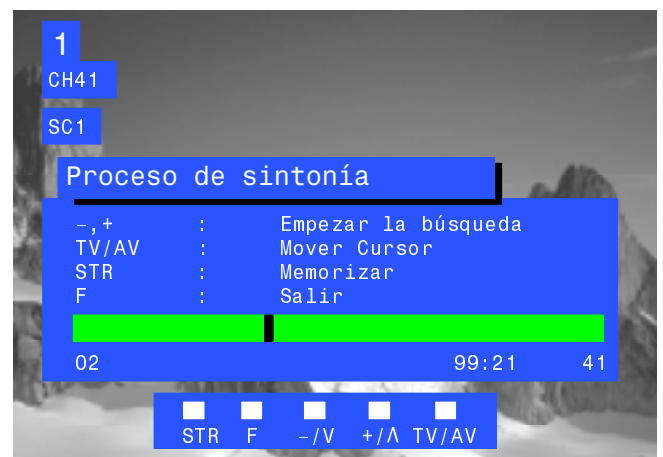 1
CH41
SC1
Proceso de sintonía
–,+ : Empezar la búsqueda
TV/AV : Mover Cursor
STR : Memorizar
F : Salir
02 99:21 41
STR F –/V +/Λ TV/AV